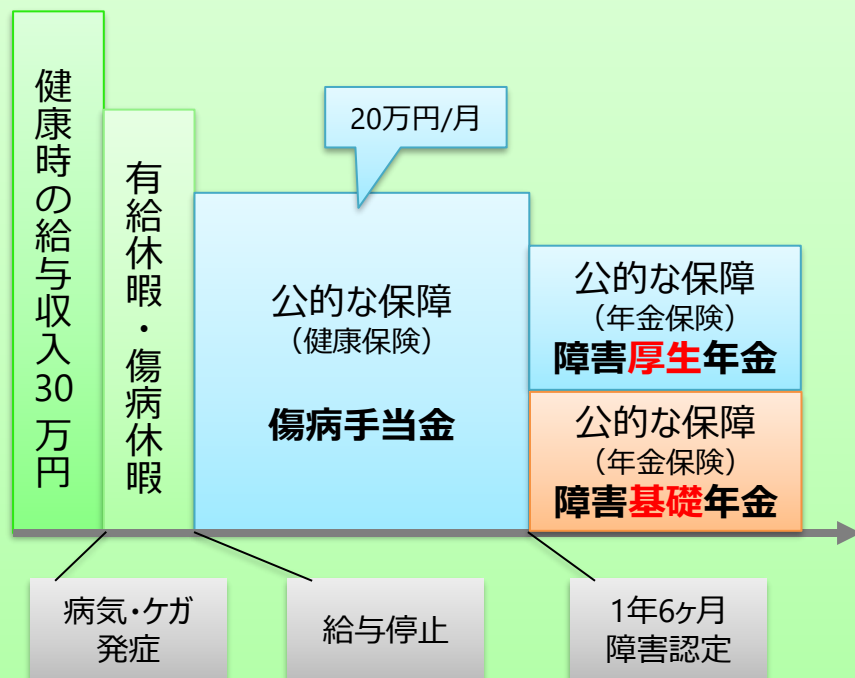 健康時の給与収入30万円
有給休暇・傷病休暇
20万円/月
公的な保障
（健康保険）
傷病手当金
公的な保障
（年金保険）
障害厚生年金
公的な保障
（年金保険）
障害基礎年金
病気・ケガ
発症
給与停止
1年6ヶ月
障害認定